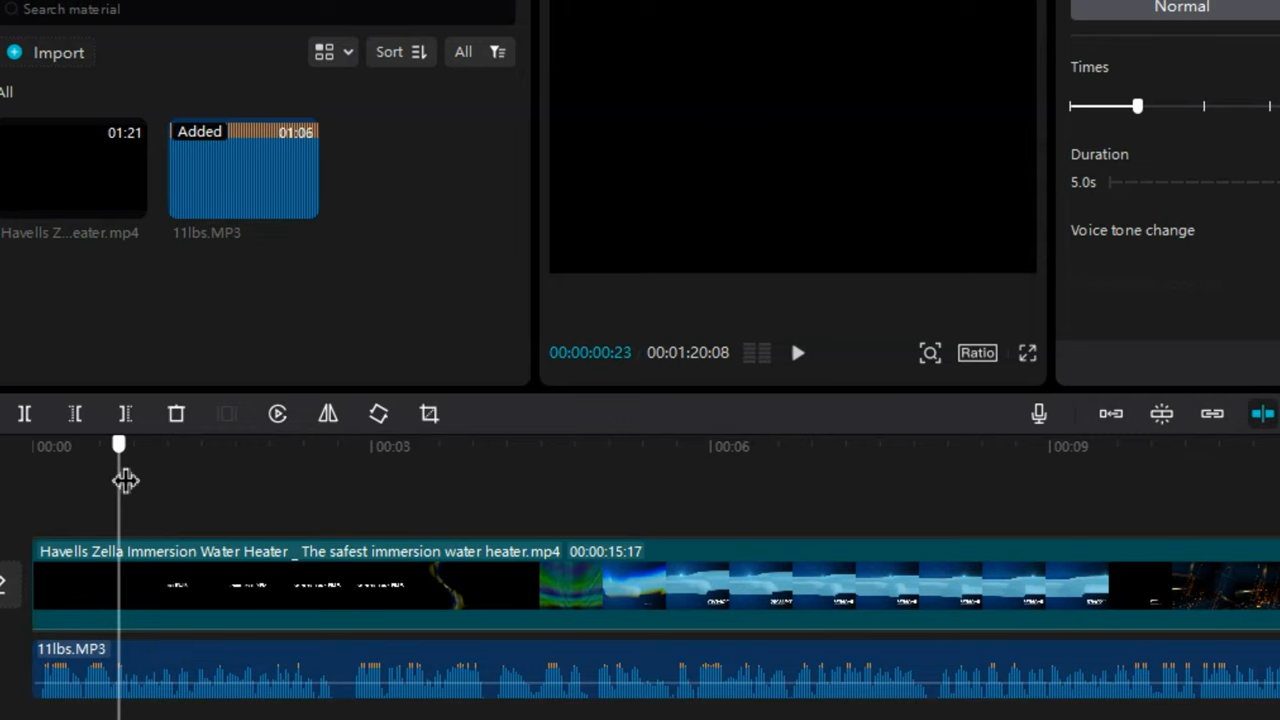 Search material
Normal
Import
Sort
All
Times
All
01:21
Added
01:06
Duration
5.0s
Havells Z...eater.mp4
11lbs.MP3
Voice tone change
00:00:00:23
00:01:20:08
Ratio
00:00
00:03
00:06
00:09
Havells Zella Immersion Water Heater _ The safest immersion water heater.mp4 00:00:15:17
11lbs.MP3